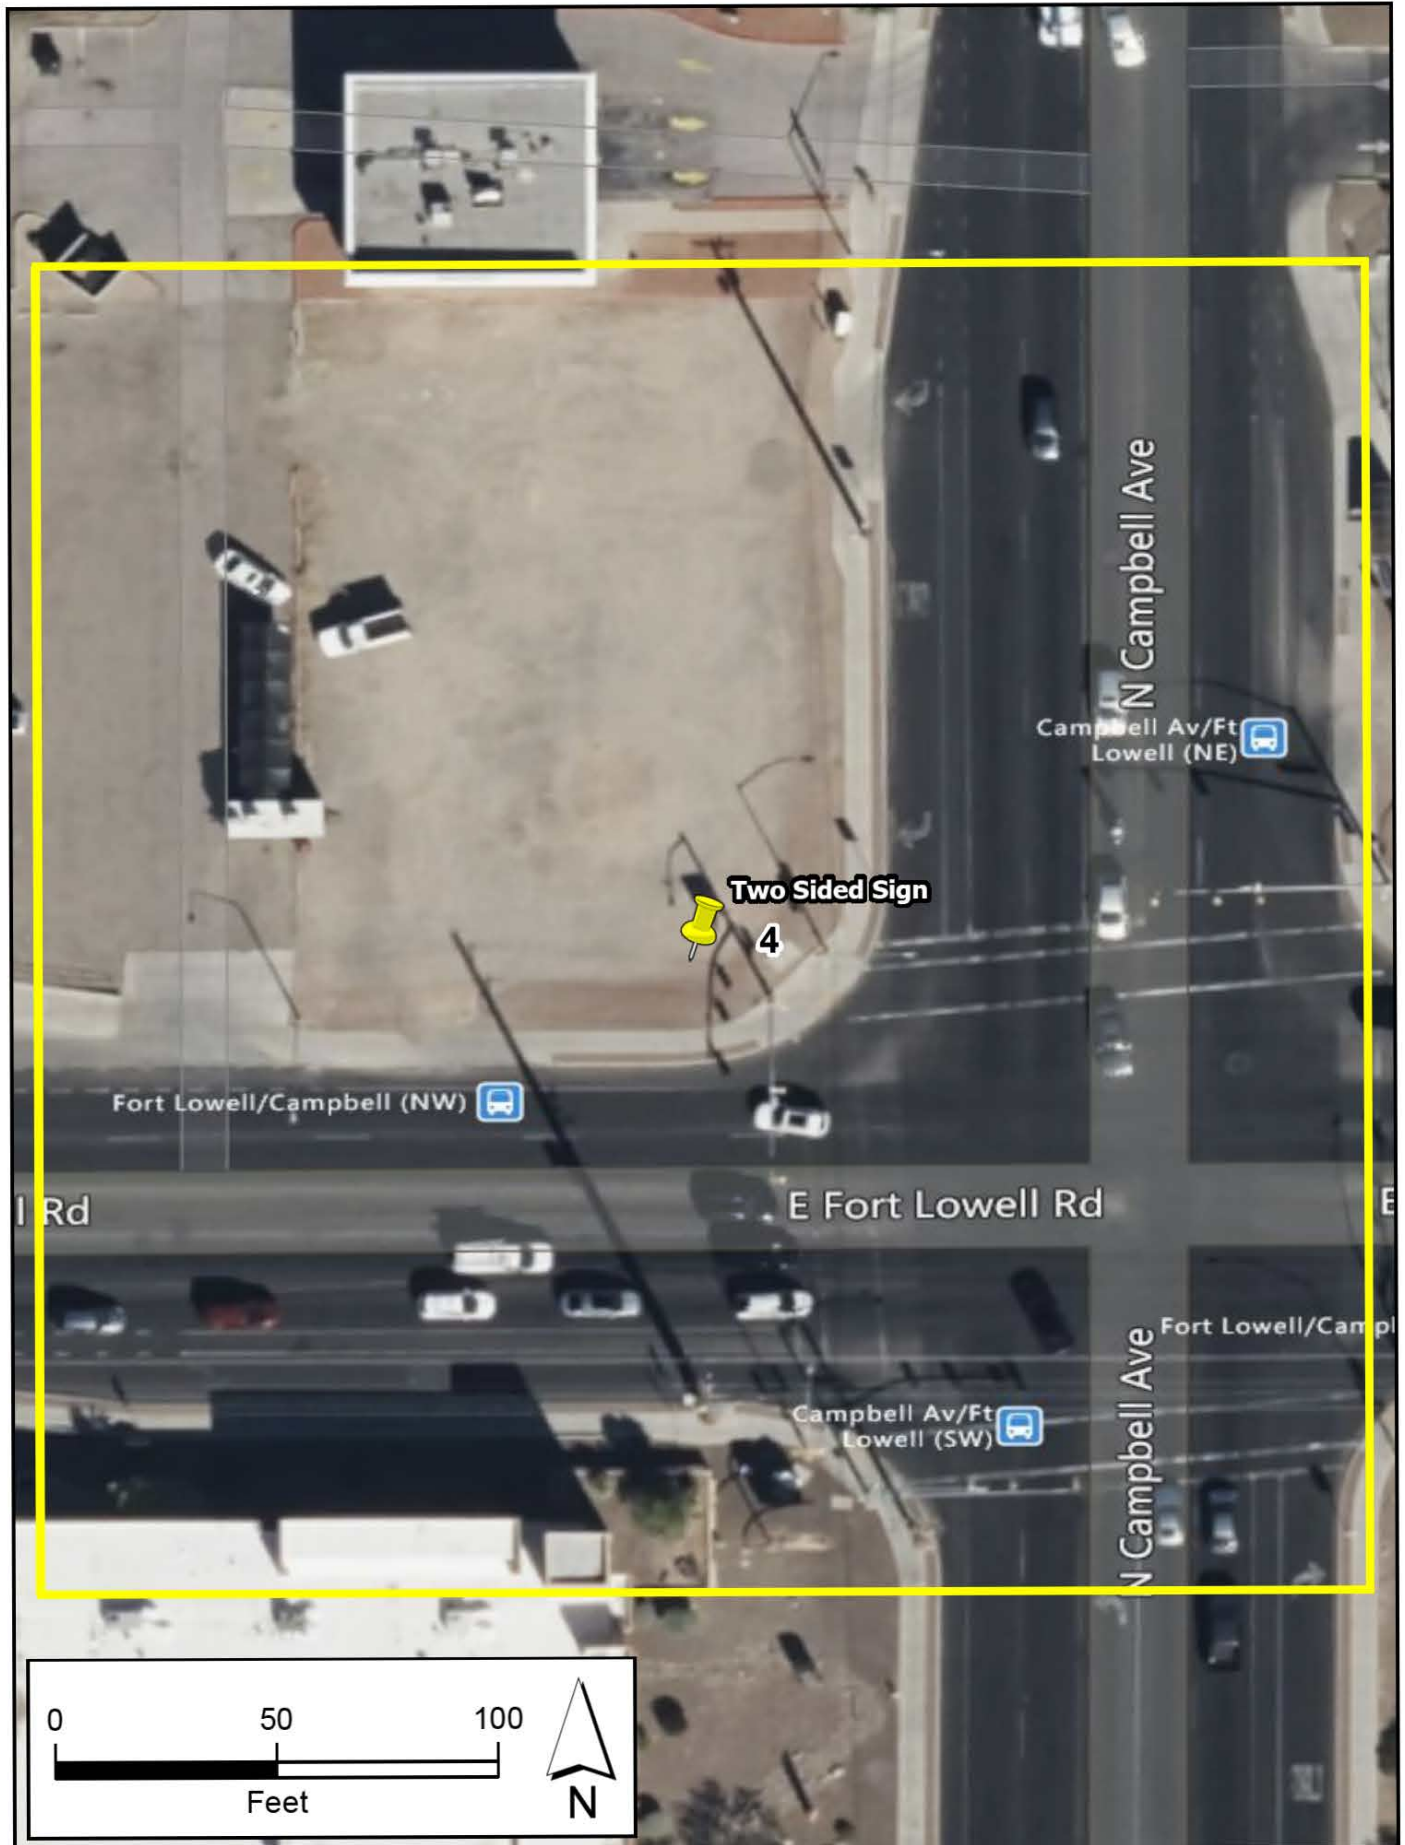 N Campbell Ave
Campbell Av/Ft
Lowell (NE)
Two Sided Sign
4
Fort Lowell/Campbell (NW)
l Rd
E Fort Lowell Rd
E
Fort Lowell/Campl
Campbell Av/Ft
Lowell (SW)
N Campbell Ave
0 50 100
Feet
N